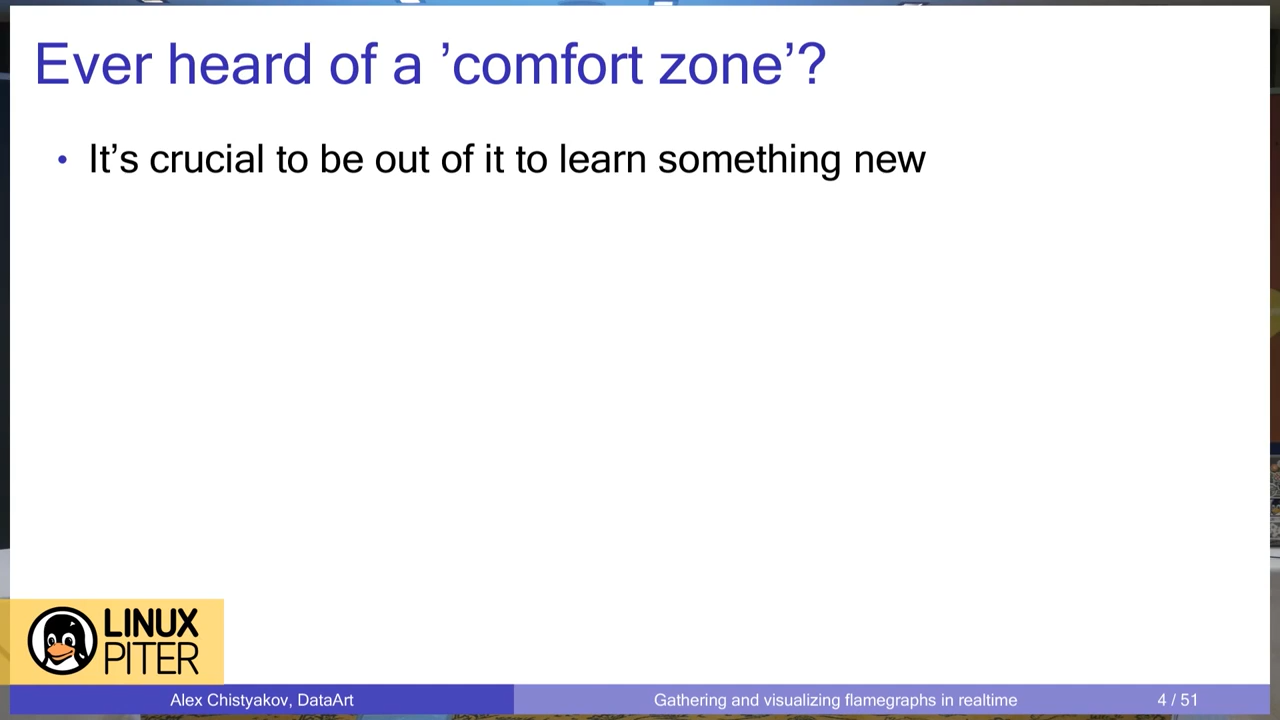 Ever heard of a ’comfort zone’?
• It’s crucial to be out of it to learn something new
LINUX
PITER
Alex Chistyakov, DataArt
Gathering and visualizing flamegraphs in realtime
4 / 51